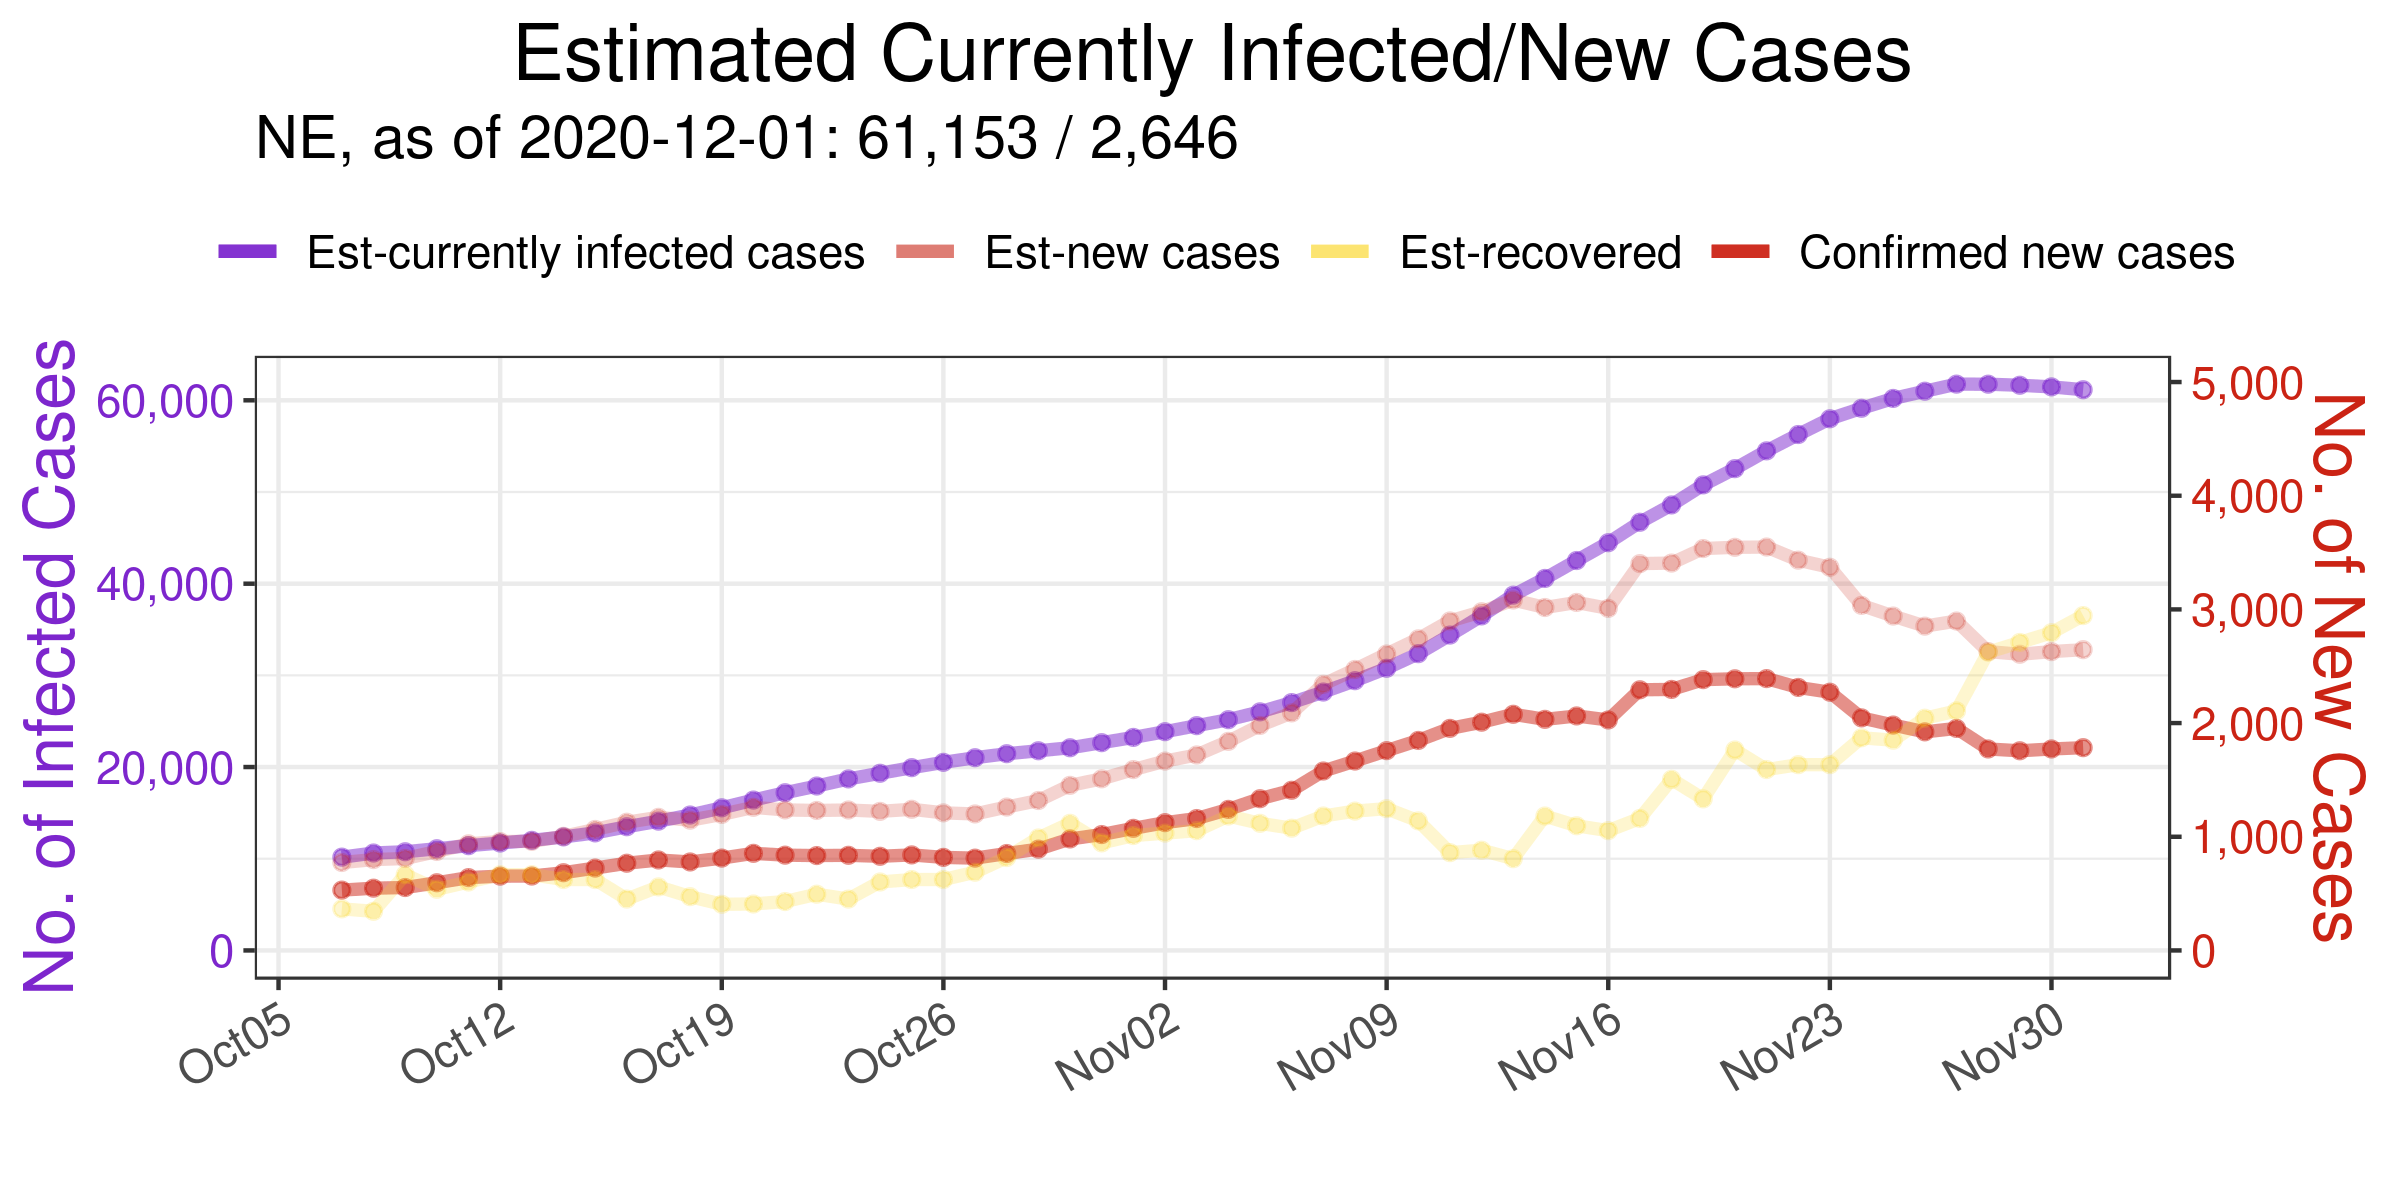 Estimated Currently Infected/New Cases
NE, as of 2020-12-01: 61,153 / 2,646
Est-currently infected cases Est-new cases Est-recovered Confirmed new cases
No. of Infected Cases
60,000
40,000
20,000
0
5,000
4,000
3,000
2,000
1,000
0
No. of New Cases
Oct05 Oct12 Oct19 Oct26 Nov02 Nov09 Nov16 Nov23 Nov30